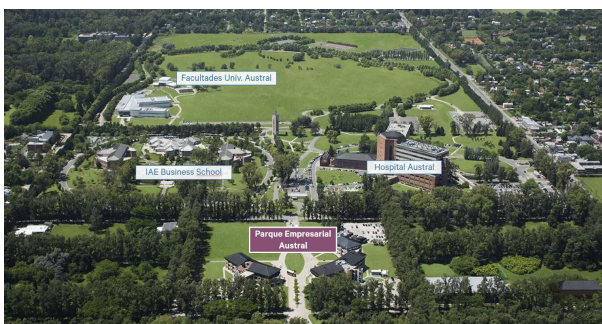 Facultades Univ. Austral
IAE Business School
Hospital Austral
Parque Empresarial
Austral